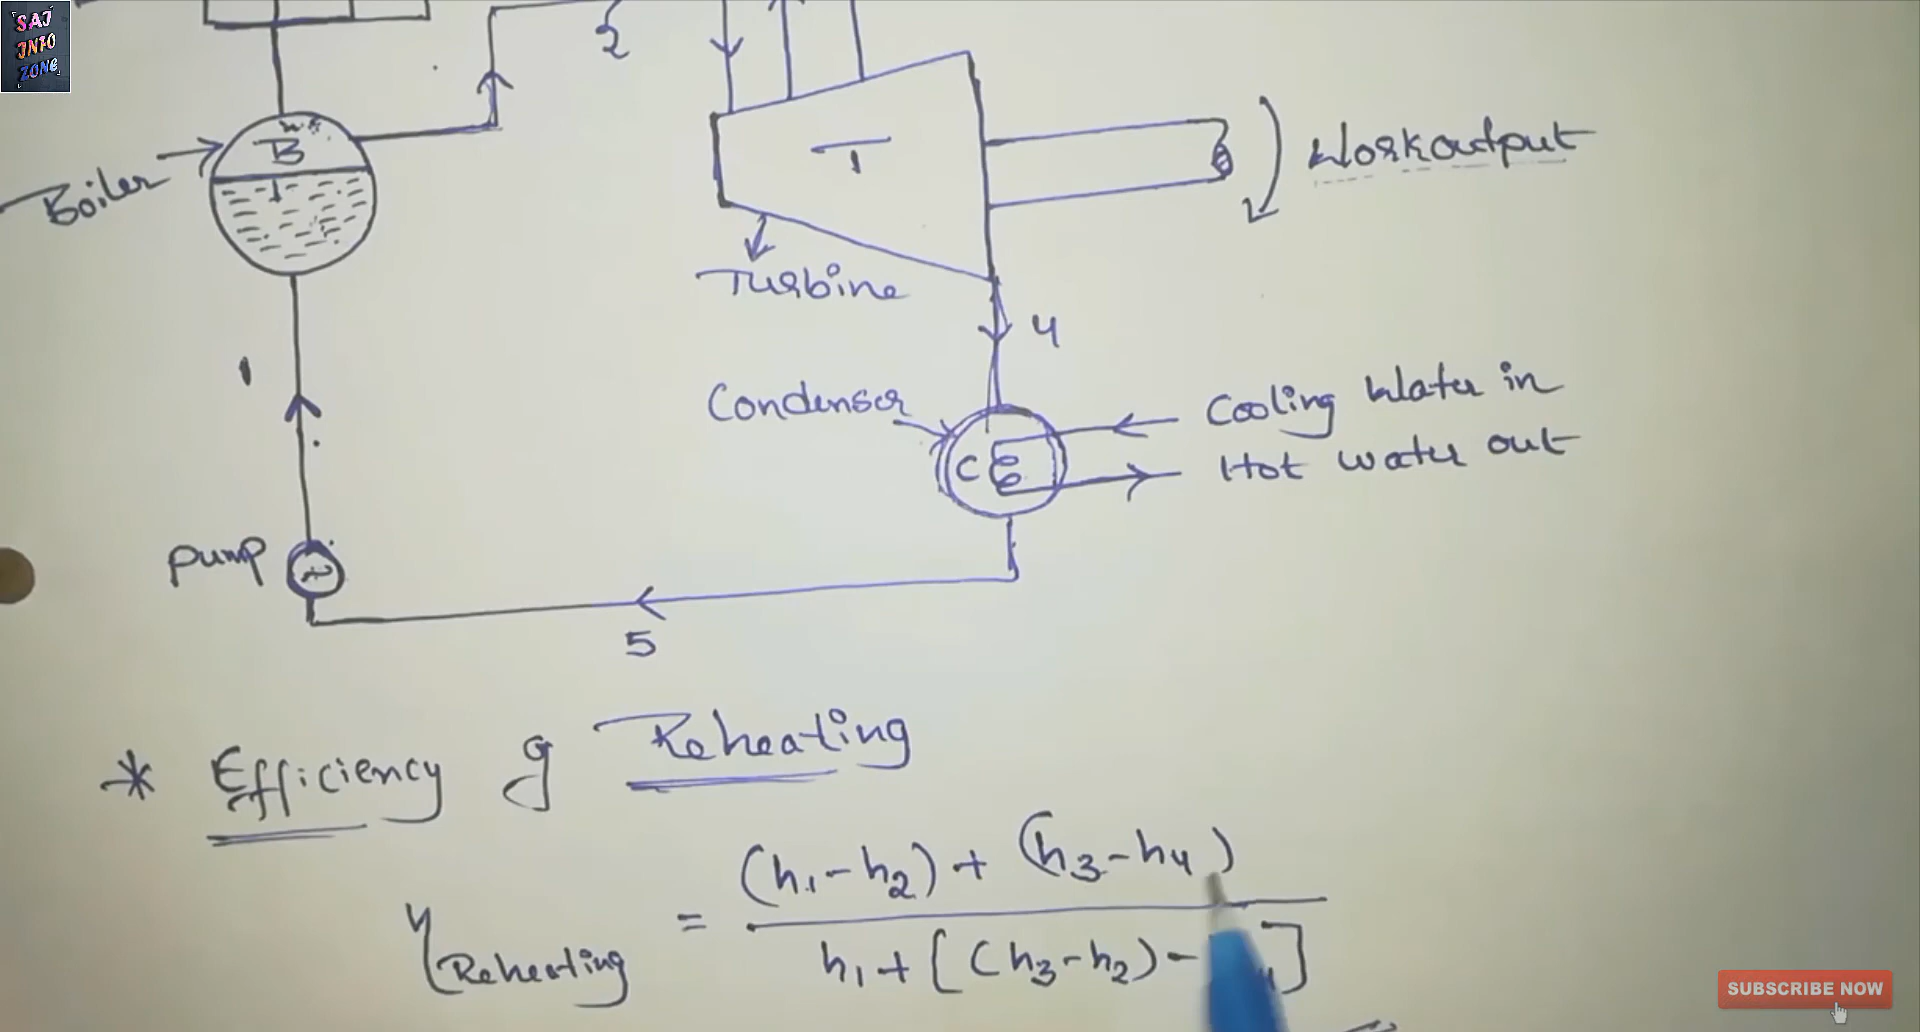 SAJ
INFO
ZONE
2
B
T
Workoutput
Boiler
Turbine
4
1
Condenser
Cooling Water in
C
Hot water out
Pump
5
* Efficiency of Reheating
(h1-h2) + (h3-h4)
ηReheating =
h1 + [(h3-h2) - ]
SUBSCRIBE NOW